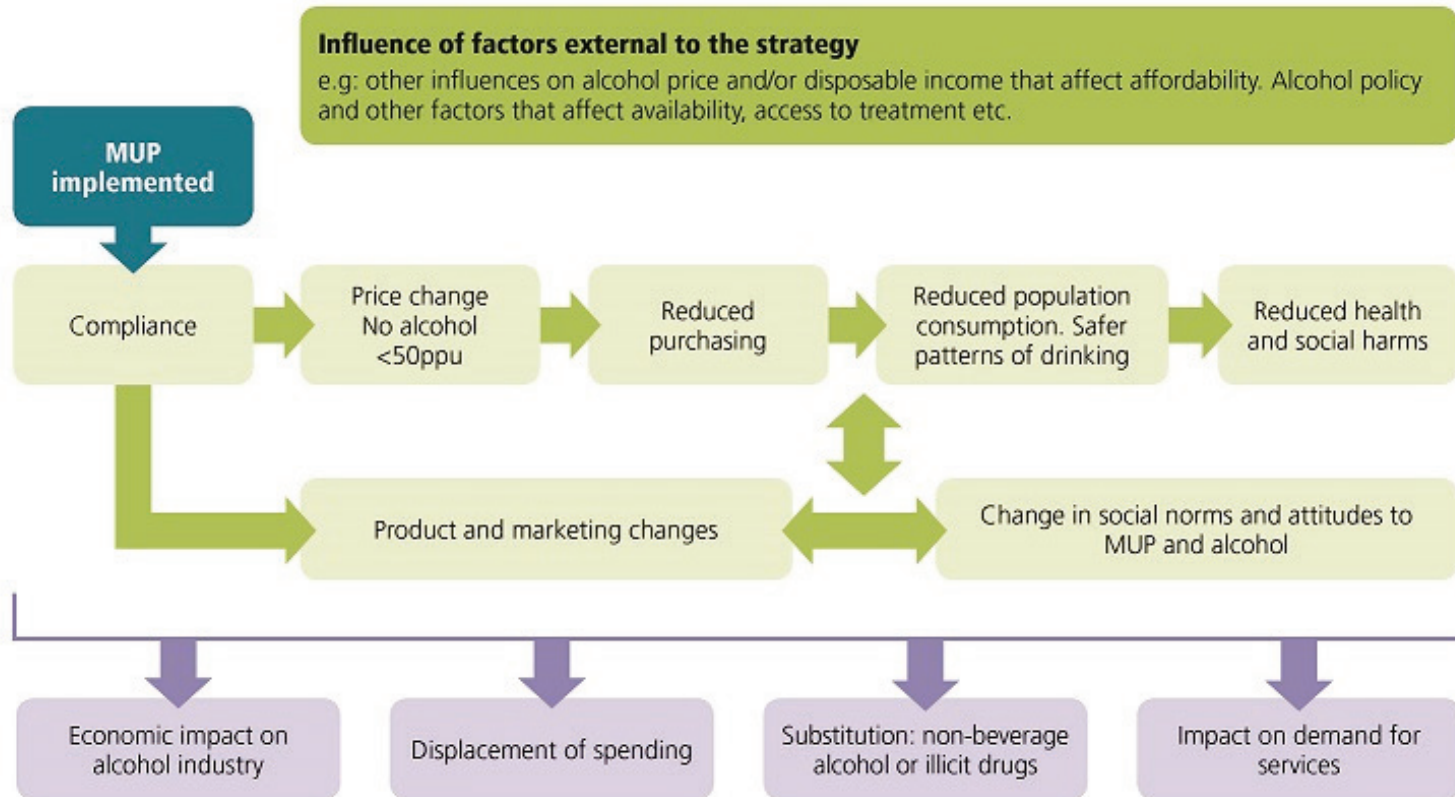 Influence of factors external to the strategy
e.g: other influences on alcohol price and/or disposable income that affect affordability. Alcohol policy
and other factors that affect availability, access to treatment etc.
MUP
implemented
Compliance
Price change
No alcohol
<50ppu
Reduced
purchasing
Reduced population
consumption. Safer
patterns of drinking
Reduced health
and social harms
Product and marketing changes
Change in social norms and attitudes to
MUP and alcohol
Economic impact on
alcohol industry
Displacement of spending
Substitution: non-beverage
alcohol or illicit drugs
Impact on demand for
services